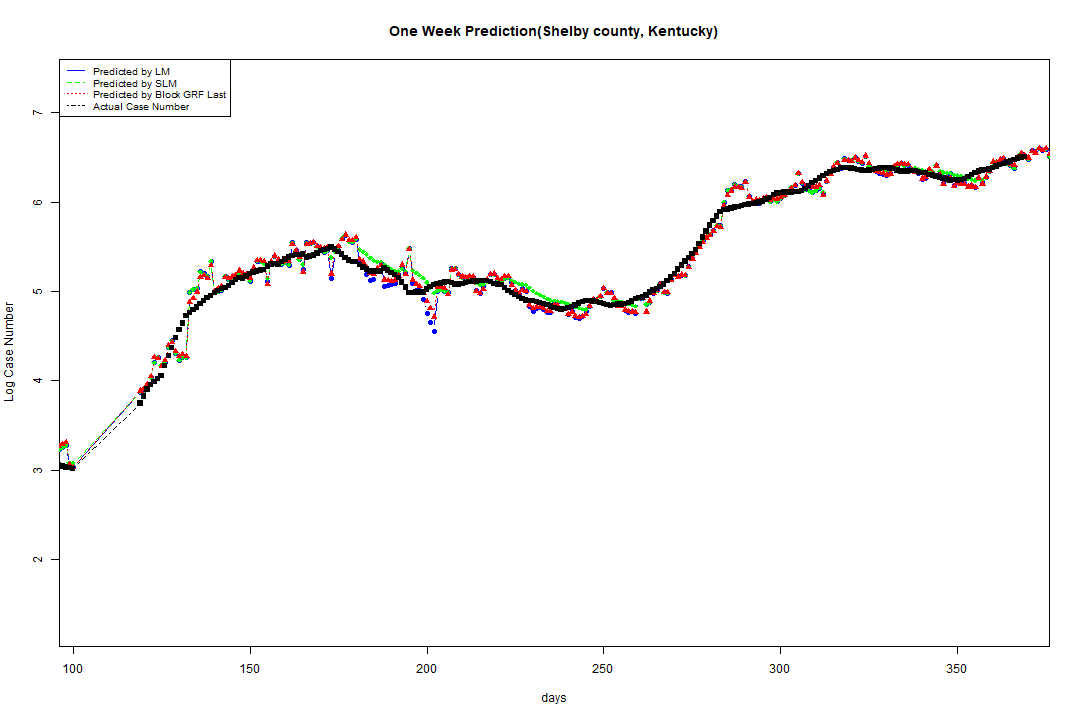 One Week Prediction(Shelby county, Kentucky)
Predicted by LM
Predicted by SLM
Predicted by Block GRF Last
Actual Case Number
7
6
5
4
3
2
Log Case Number
100 150 200 250 300 350
days